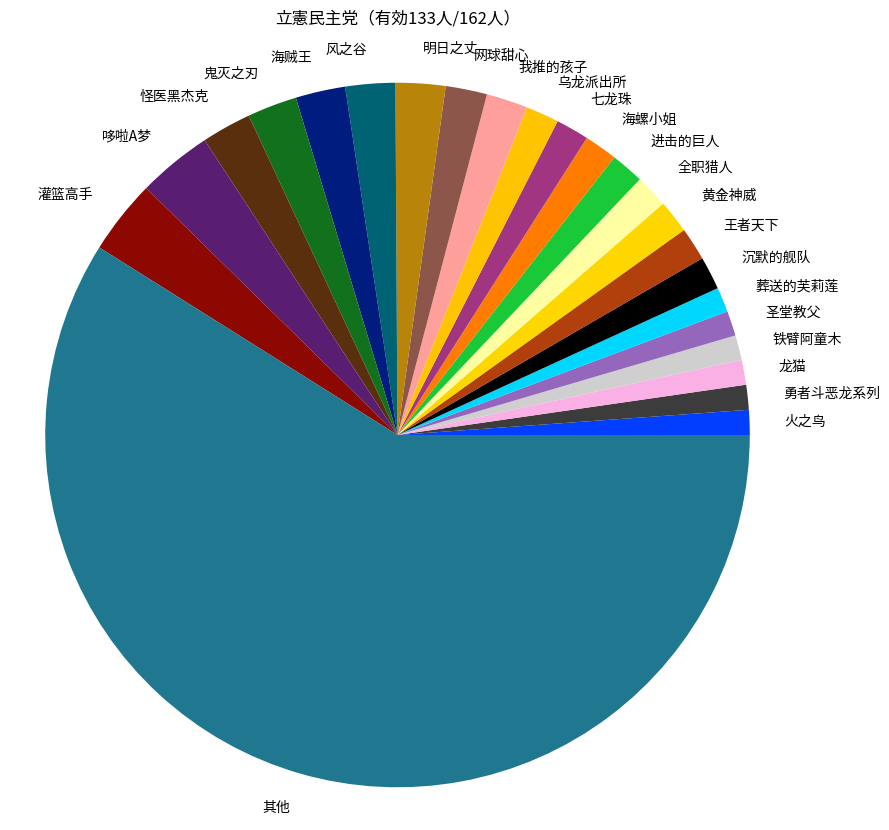 立憲民主党（有効133人/162人）
明日之丈
风之谷
网球甜心
海贼王
我推的孩子
鬼灭之刃
乌龙派出所
怪医黑杰克
七龙珠
海螺小姐
哆啦A梦
进击的巨人
全职猎人
灌篮高手
黄金神威
王者天下
沉默的舰队
葬送的芙莉莲
圣堂教父
铁臂阿童木
龙猫
勇者斗恶龙系列
火之鸟
其他